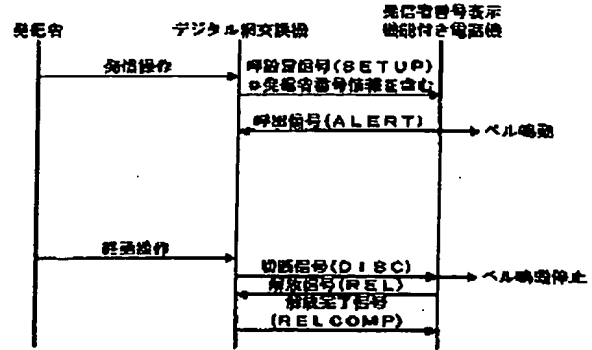 発信者
デジタル網交換機
発信者番号表示
機能付き電話機
発信操作
呼設定信号(SETUP)
発信者番号情報を含む
呼出信号(ALERT)
ベル鳴動
終話操作
切断信号(DISC)
ベル鳴動停止
解放信号(REL)
解放完了信号
(RELCOMP)